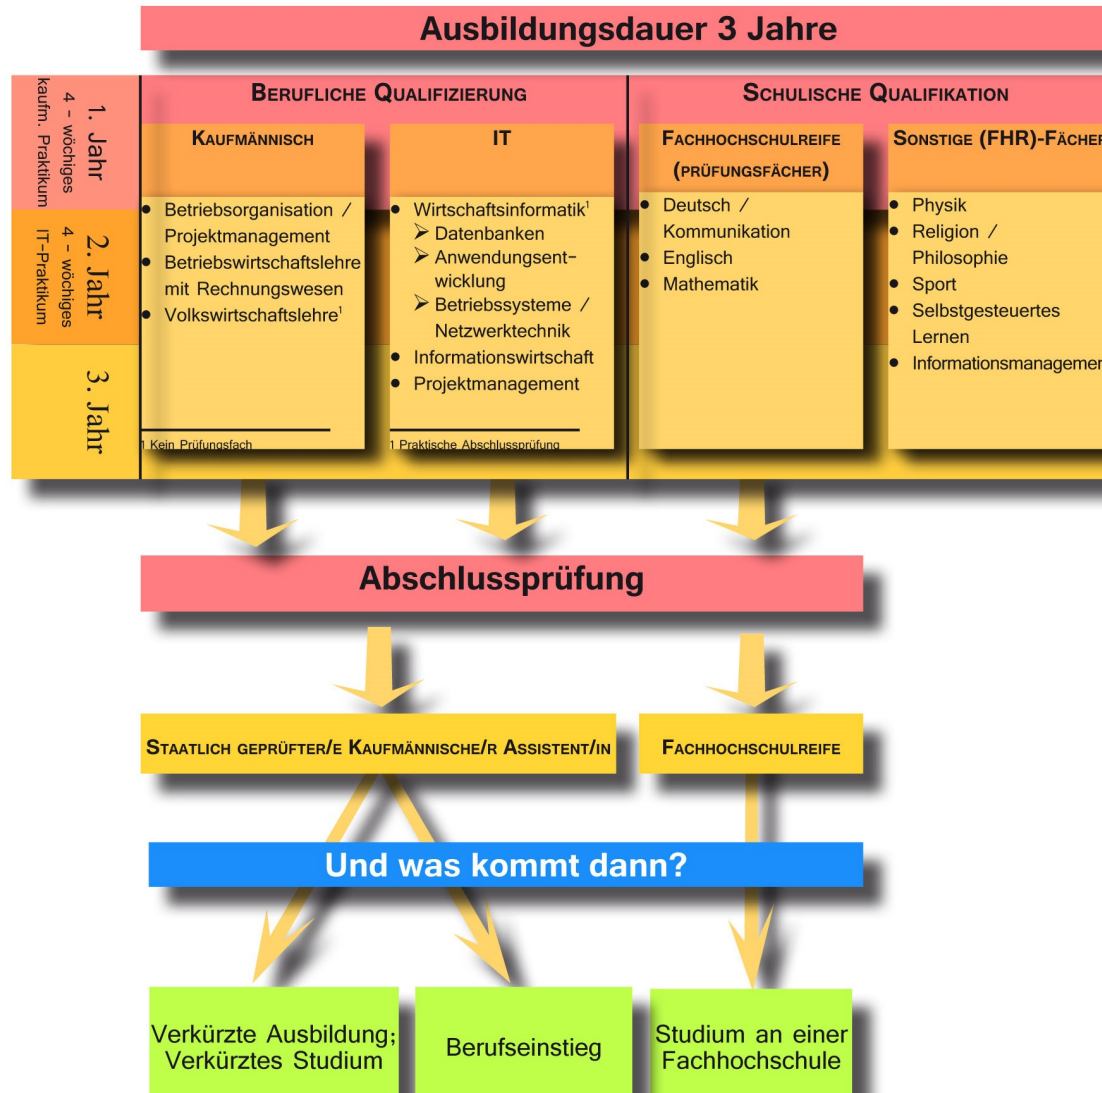 Ausbildungsdauer 3 Jahre
1. Jahr
4 - wöchiges
kaufm. Praktikum
2. Jahr
4 - wöchiges
IT-Praktikum
3. Jahr
BERUFLICHE QUALIFIZIERUNG
KAUFMÄNNISCH
• Betriebsorganisation /
Projektmanagement
• Betriebswirtschaftslehre
mit Rechnungswesen
• Volkswirtschaftslehre¹
1 Kein Prüfungsfach
IT
• Wirtschaftsinformatik¹
➢ Datenbanken
➢ Anwendungsent-
wicklung
➢ Betriebssysteme /
Netzwerktechnik
• Informationswirtschaft
• Projektmanagement
1 Praktische Abschlussprüfung
SCHULISCHE QUALIFIKATION
FACHHOCHSCHULREIFE
(PRÜFUNGSFÄCHER)
• Deutsch /
Kommunikation
• Englisch
• Mathematik
SONSTIGE (FHR)-FÄCHER
• Physik
• Religion /
Philosophie
• Sport
• Selbstgesteuertes
Lernen
• Informationsmanagemen
Abschlussprüfung
STAATLICH GEPRÜFTER/E KAUFMÄNNISCHE/R ASSISTENT/IN
FACHHOCHSCHULREIFE
Und was kommt dann?
Verkürzte Ausbildung;
Verkürztes Studium
Berufseinstieg
Studium an einer
Fachhochschule